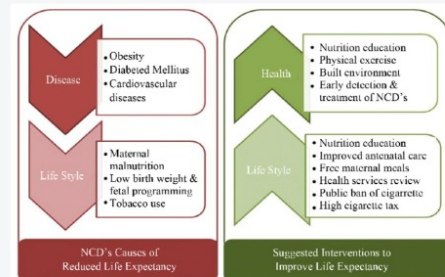 Disease
• Obesity
• Diabeted Mellitus
• Cardiovascular
diseases
Life Style
• Maternal
malnutrition
• Low birth weight &
fetal programming
• Tobacco use
NCD's Causes of
Reduced Life Expectancy
Health
• Nutrition education
• Physical exercise
• Built environment
• Early detection &
treatment of NCD's
Life Style
• Nutrition education
• Improved antenatal care
• Free maternal meals
• Health services review
• Public ban of cigarrette
• High cigarette tax
Suggested Interventions to
Improve Life Expectancy